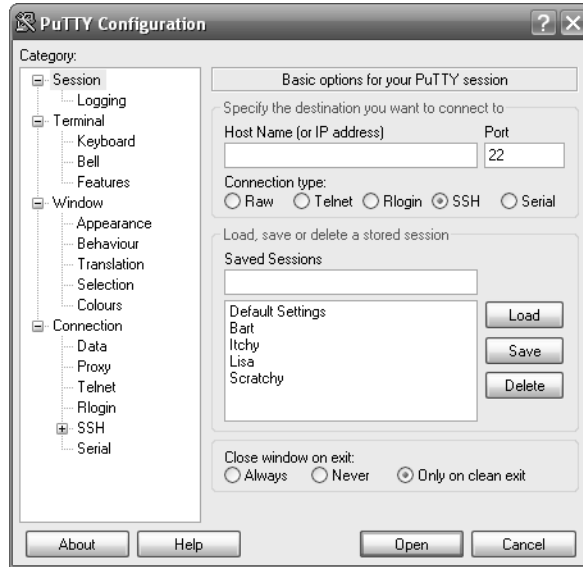 PuTTY Configuration
Category:
Session
Logging
Terminal
Keyboard
Bell
Features
Window
Appearance
Behaviour
Translation
Selection
Colours
Connection
Data
Proxy
Telnet
Rlogin
SSH
Serial
Basic options for your PuTTY session
Specify the destination you want to connect to
Host Name (or IP address) Port
22
Connection type:
Raw Telnet Rlogin SSH Serial
Load, save or delete a stored session
Saved Sessions
Default Settings
Bart
Itchy
Lisa
Scratchy
Load
Save
Delete
Close window on exit:
Always Never Only on clean exit
About Help Open Cancel